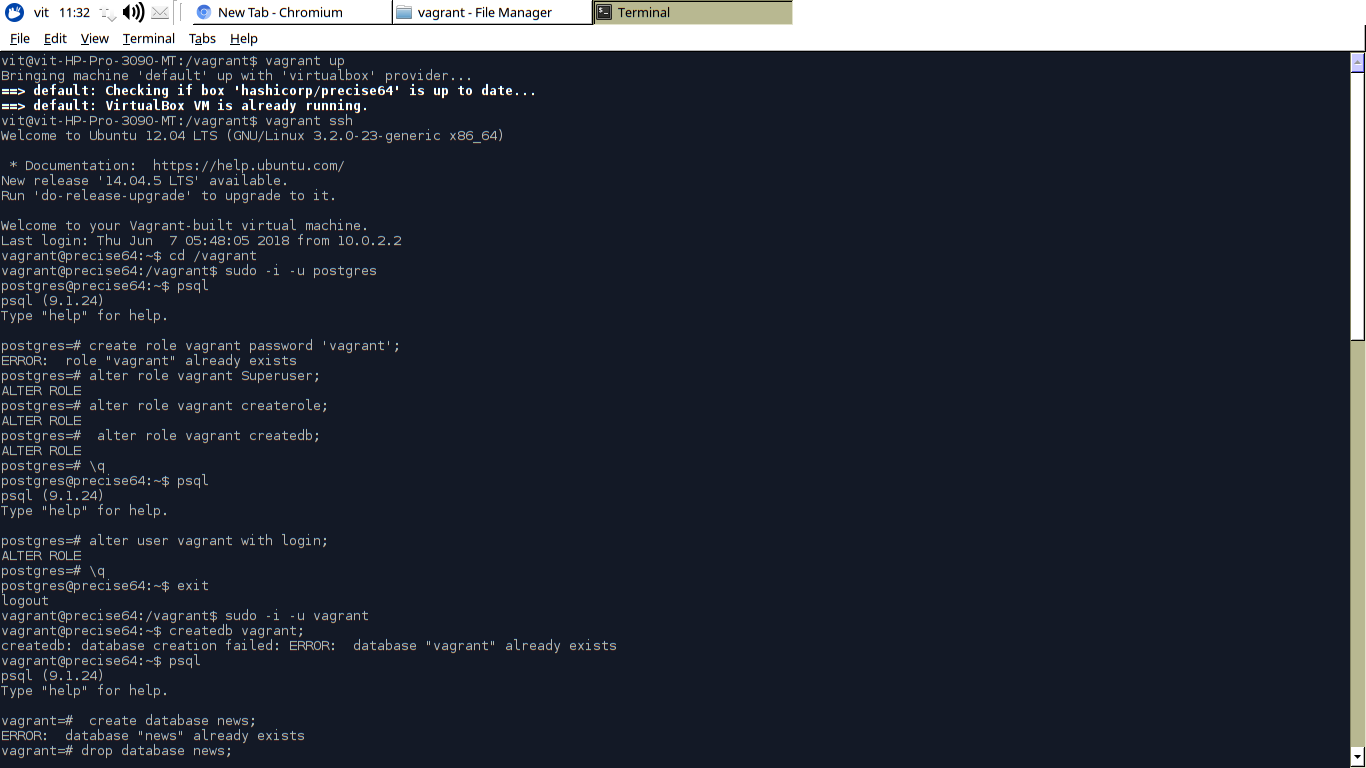 vit 11:32 New Tab - Chromium vagrant - File Manager Terminal
File Edit View Terminal Tabs Help
vit@vit-HP-Pro-3090-MT:/vagrant$ vagrant up
Bringing machine 'default' up with 'virtualbox' provider...
==> default: Checking if box 'hashicorp/precise64' is up to date...
==> default: VirtualBox VM is already running.
vit@vit-HP-Pro-3090-MT:/vagrant$ vagrant ssh
Welcome to Ubuntu 12.04 LTS (GNU/Linux 3.2.0-23-generic x86_64)
* Documentation:  https://help.ubuntu.com/
New release '14.04.5 LTS' available.
Run 'do-release-upgrade' to upgrade to it.
Welcome to your Vagrant-built virtual machine.
Last login: Thu Jun  7 05:48:05 2018 from 10.0.2.2
vagrant@precise64:~$ cd /vagrant
vagrant@precise64:/vagrant$ sudo -i -u postgres
postgres@precise64:~$ psql
psql (9.1.24)
Type "help" for help.
postgres=# create role vagrant password 'vagrant';
ERROR:  role "vagrant" already exists
postgres=# alter role vagrant Superuser;
ALTER ROLE
postgres=# alter role vagrant createrole;
ALTER ROLE
postgres=#  alter role vagrant createdb;
ALTER ROLE
postgres=# \q
postgres@precise64:~$ psql
psql (9.1.24)
Type "help" for help.
postgres=# alter user vagrant with login;
ALTER ROLE
postgres=# \q
postgres@precise64:~$ exit
logout
vagrant@precise64:/vagrant$ sudo -i -u vagrant
vagrant@precise64:~$ createdb vagrant;
createdb: database creation failed: ERROR:  database "vagrant" already exists
vagrant@precise64:~$ psql
psql (9.1.24)
Type "help" for help.
vagrant=#  create database news;
ERROR:  database "news" already exists
vagrant=# drop database news;